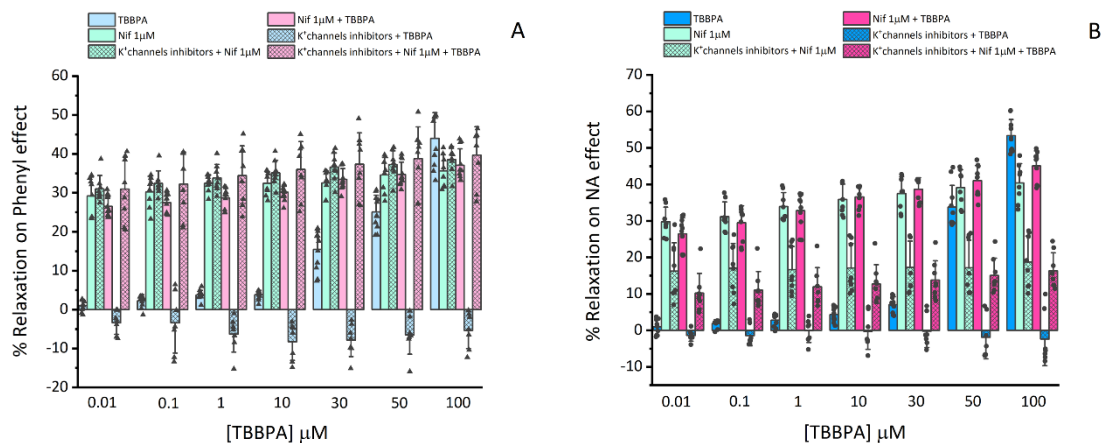 TBBPA
Nif 1μM
K⁺channels inhibitors + Nif 1μM
Nif 1μM + TBBPA
K⁺channels inhibitors + TBBPA
K⁺channels inhibitors + Nif 1μM + TBBPA
A
% Relaxation on Phenyl effect
60
50
40
30
20
10
0
-10
-20
0.01 0.1 1 10 30 50 100
[TBBPA] μM
TBBPA
Nif 1μM
K⁺channels inhibitors + Nif 1μM
Nif 1μM + TBBPA
K⁺channels inhibitors + TBBPA
K⁺channels inhibitors + Nif 1μM + TBBPA
B
% Relaxation on NA effect
70
60
50
40
30
20
10
0
-10
0.01 0.1 1 10 30 50 100
[TBBPA] μM